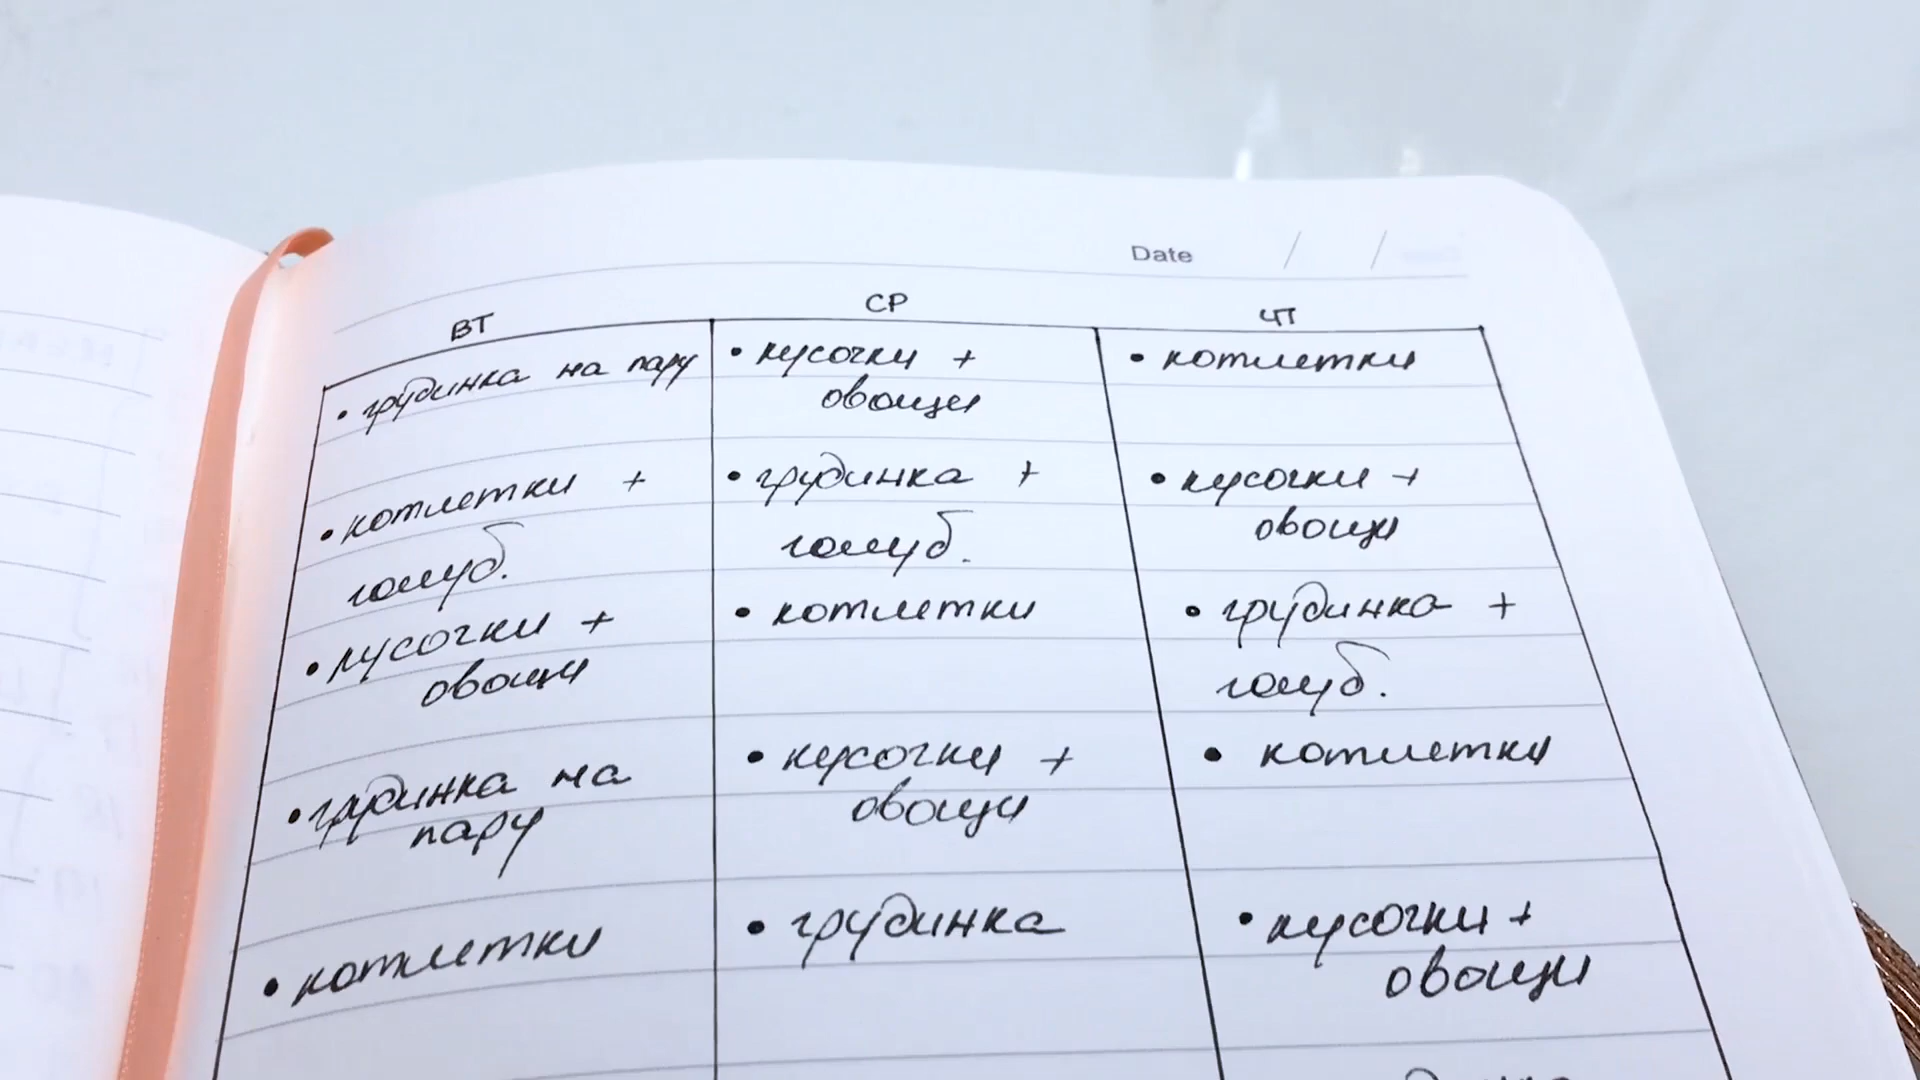 Date / /
ВТ
• грудинка на пару
• котлетки +
голуб.
• кусочки +
овощи
• грудинка на
пару
• котлетки
СР
• кусочки +
овощи
• грудинка +
голуб.
• котлетки
• кусочки +
овощи
• грудинка
ЧТ
• котлетки
• кусочки +
овощи
• грудинка +
голуб.
• котлетки
• кусочки +
овощи